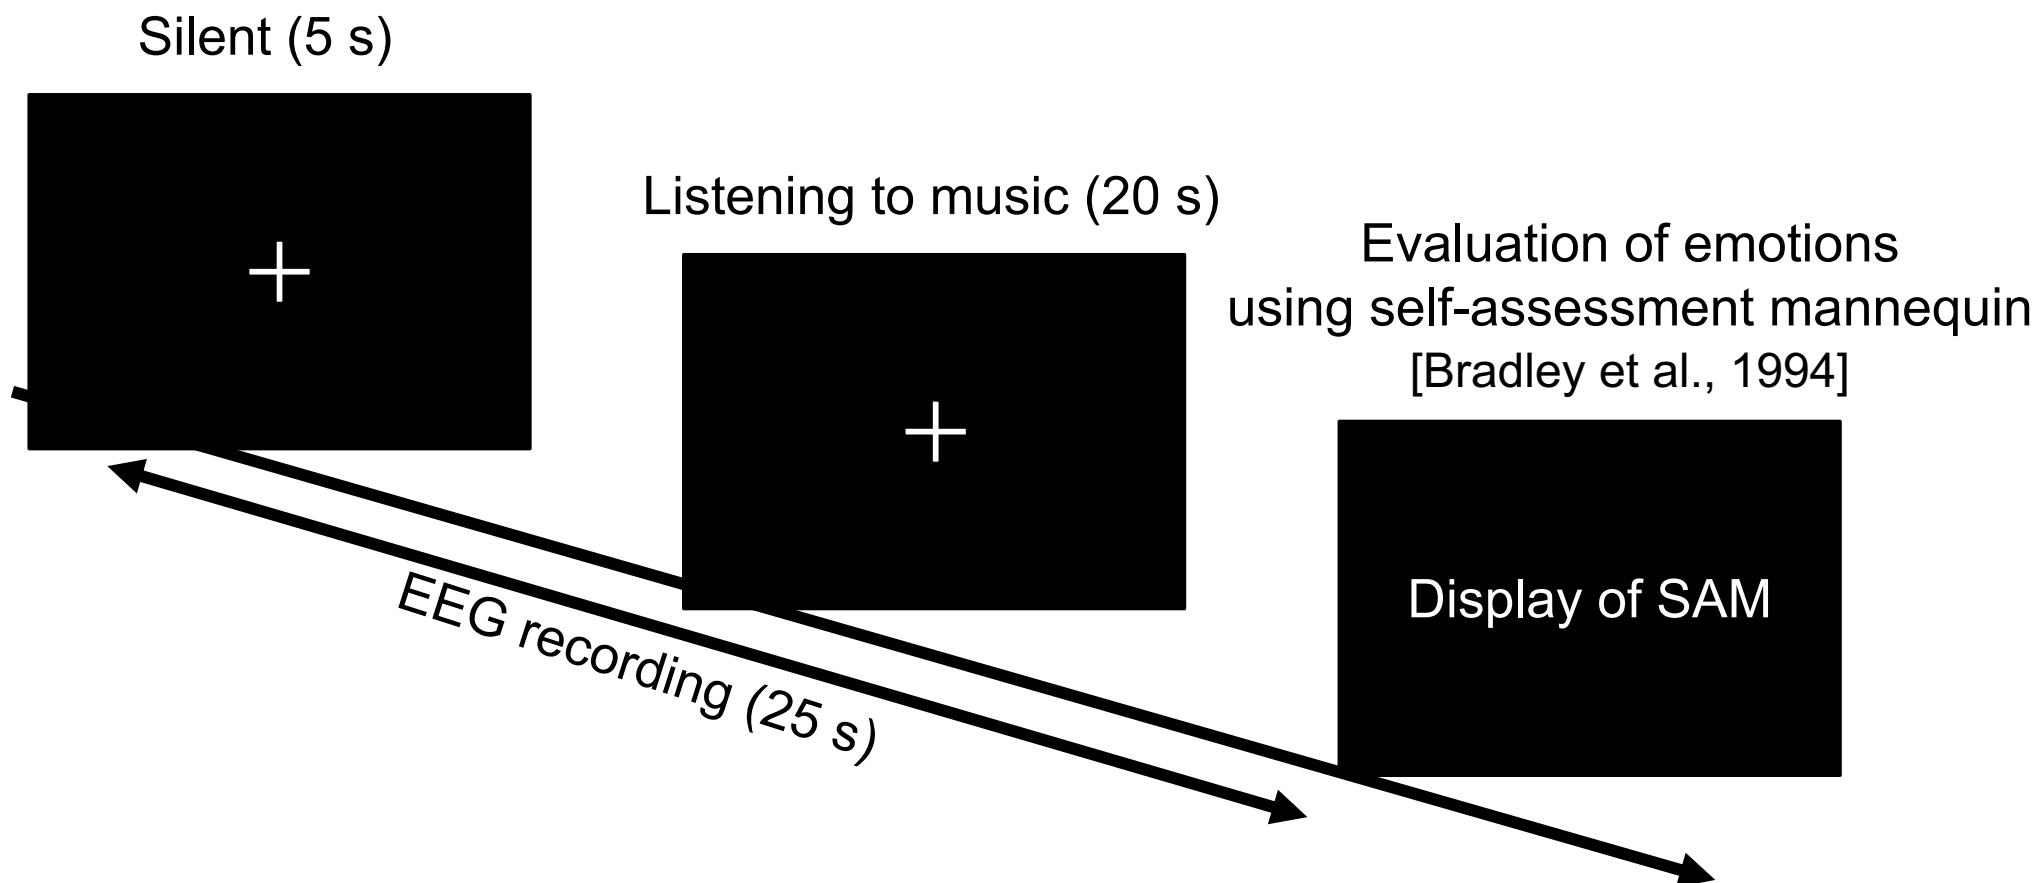 Silent (5 s)
Listening to music (20 s)
Evaluation of emotions
using self-assessment mannequin
[Bradley et al., 1994]
Display of SAM
EEG recording (25 s)